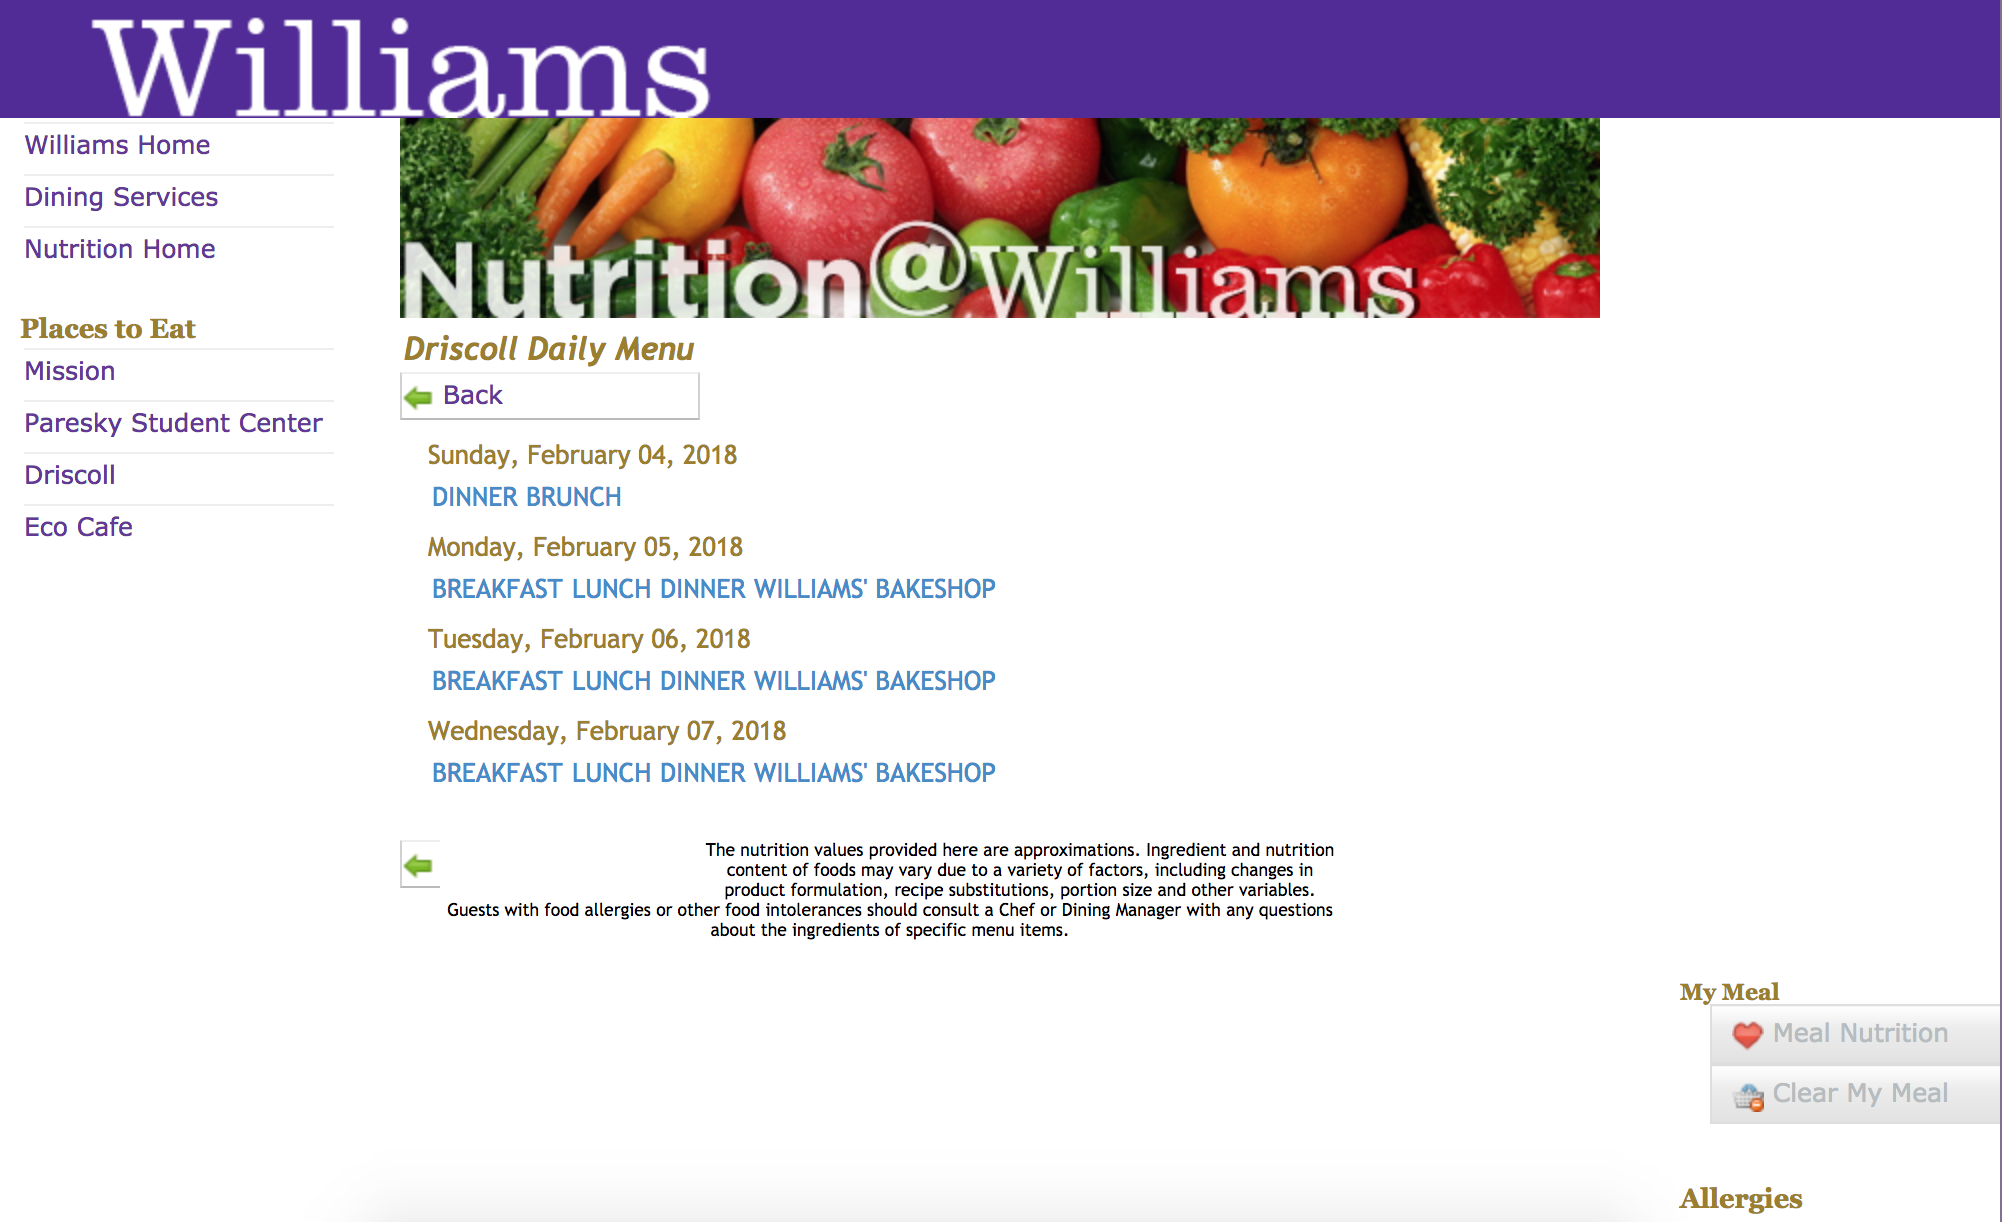 Williams
Williams Home
Dining Services
Nutrition Home
Places to Eat
Mission
Paresky Student Center
Driscoll
Eco Cafe
Nutrition@Williams
Driscoll Daily Menu
Back
Sunday, February 04, 2018
DINNER BRUNCH
Monday, February 05, 2018
BREAKFAST LUNCH DINNER WILLIAMS' BAKESHOP
Tuesday, February 06, 2018
BREAKFAST LUNCH DINNER WILLIAMS' BAKESHOP
Wednesday, February 07, 2018
BREAKFAST LUNCH DINNER WILLIAMS' BAKESHOP
The nutrition values provided here are approximations. Ingredient and nutrition
content of foods may vary due to a variety of factors, including changes in
product formulation, recipe substitutions, portion size and other variables.
Guests with food allergies or other food intolerances should consult a Chef or Dining Manager with any questions
about the ingredients of specific menu items.
My Meal
Meal Nutrition
Clear My Meal
Allergies